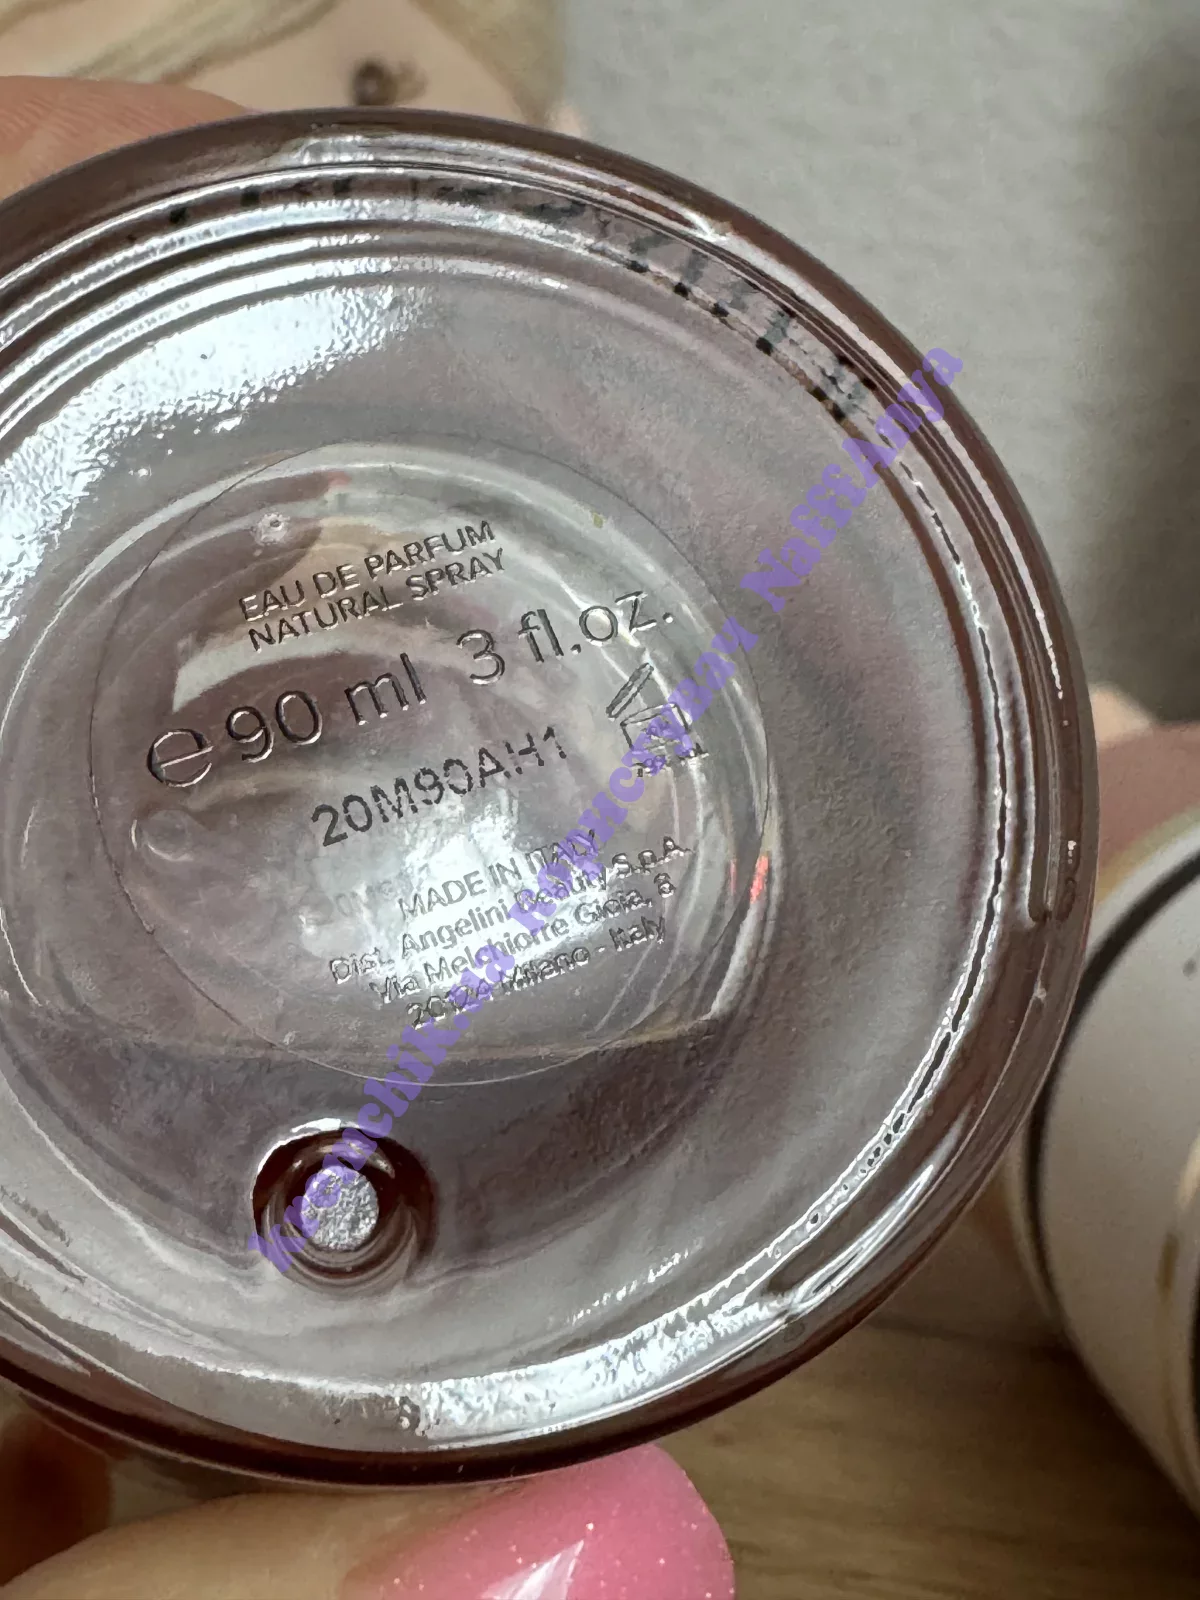 EAU DE PARFUM
NATURAL SPRAY
e 90 ml 3 fl.oz.
20M90AH1
MADE IN ITALY
Dist. Angelini Beauty S.p.A.
Via Melchiorre Gioia, 8
20124 Milano - Italy
NaffAnya